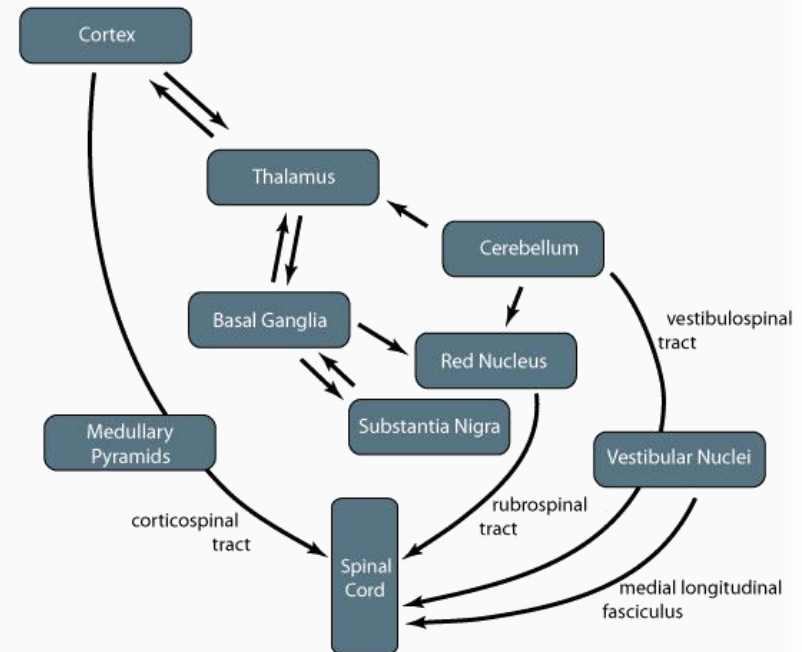 Cortex
Thalamus
Cerebellum
vestibulospinal
tract
Basal Ganglia
Red Nucleus
Substantia Nigra
Medullary
Pyramids
Vestibular Nuclei
rubrospinal
tract
corticospinal
tract
Spinal
Cord
medial longitudinal
fasciculus